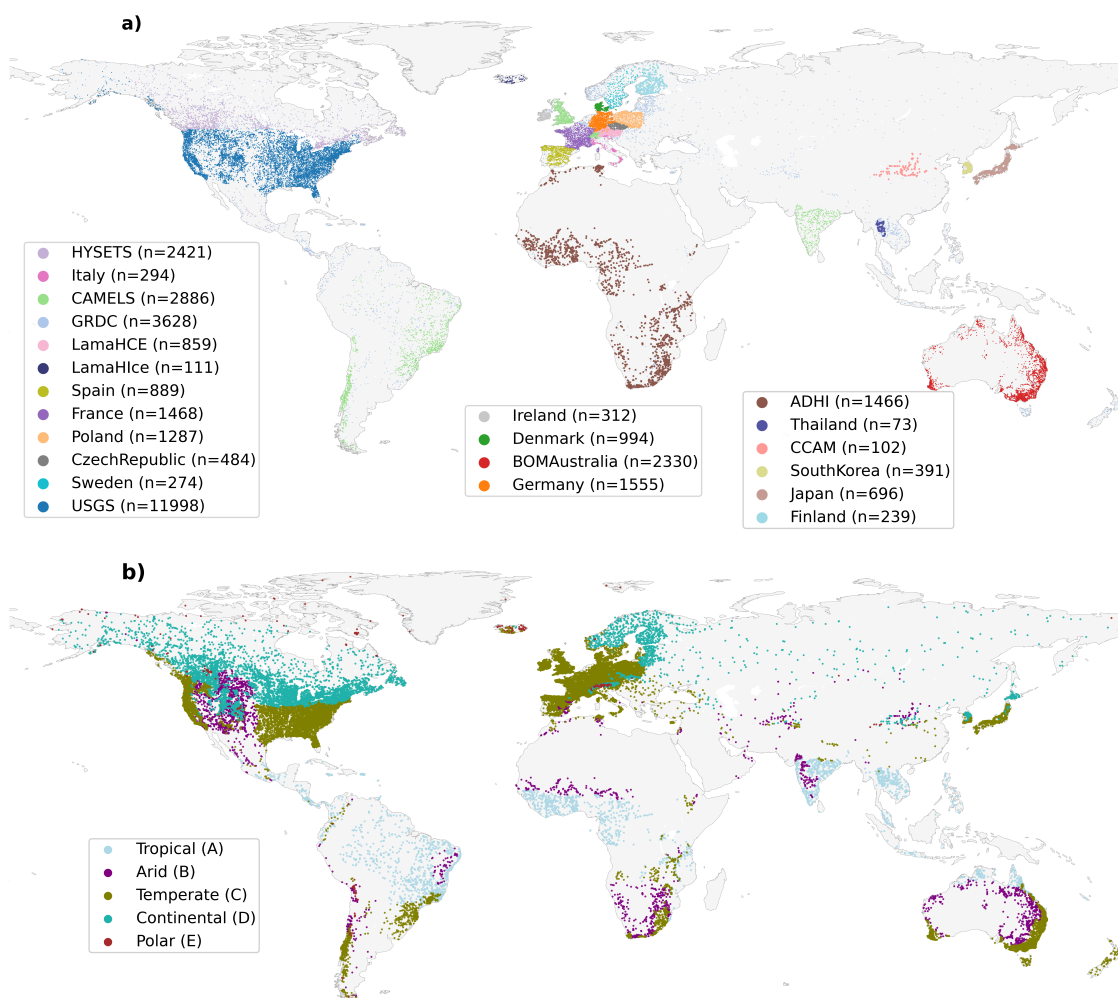 a)
HYSETS (n=2421)
Italy (n=294)
CAMELS (n=2886)
GRDC (n=3628)
LamaHCE (n=859)
LamaHIce (n=111)
Spain (n=889)
France (n=1468)
Poland (n=1287)
CzechRepublic (n=484)
Sweden (n=274)
USGS (n=11998)
Ireland (n=312)
Denmark (n=994)
BOMAustralia (n=2330)
Germany (n=1555)
ADHI (n=1466)
Thailand (n=73)
CCAM (n=102)
SouthKorea (n=391)
Japan (n=696)
Finland (n=239)
b)
Tropical (A)
Arid (B)
Temperate (C)
Continental (D)
Polar (E)